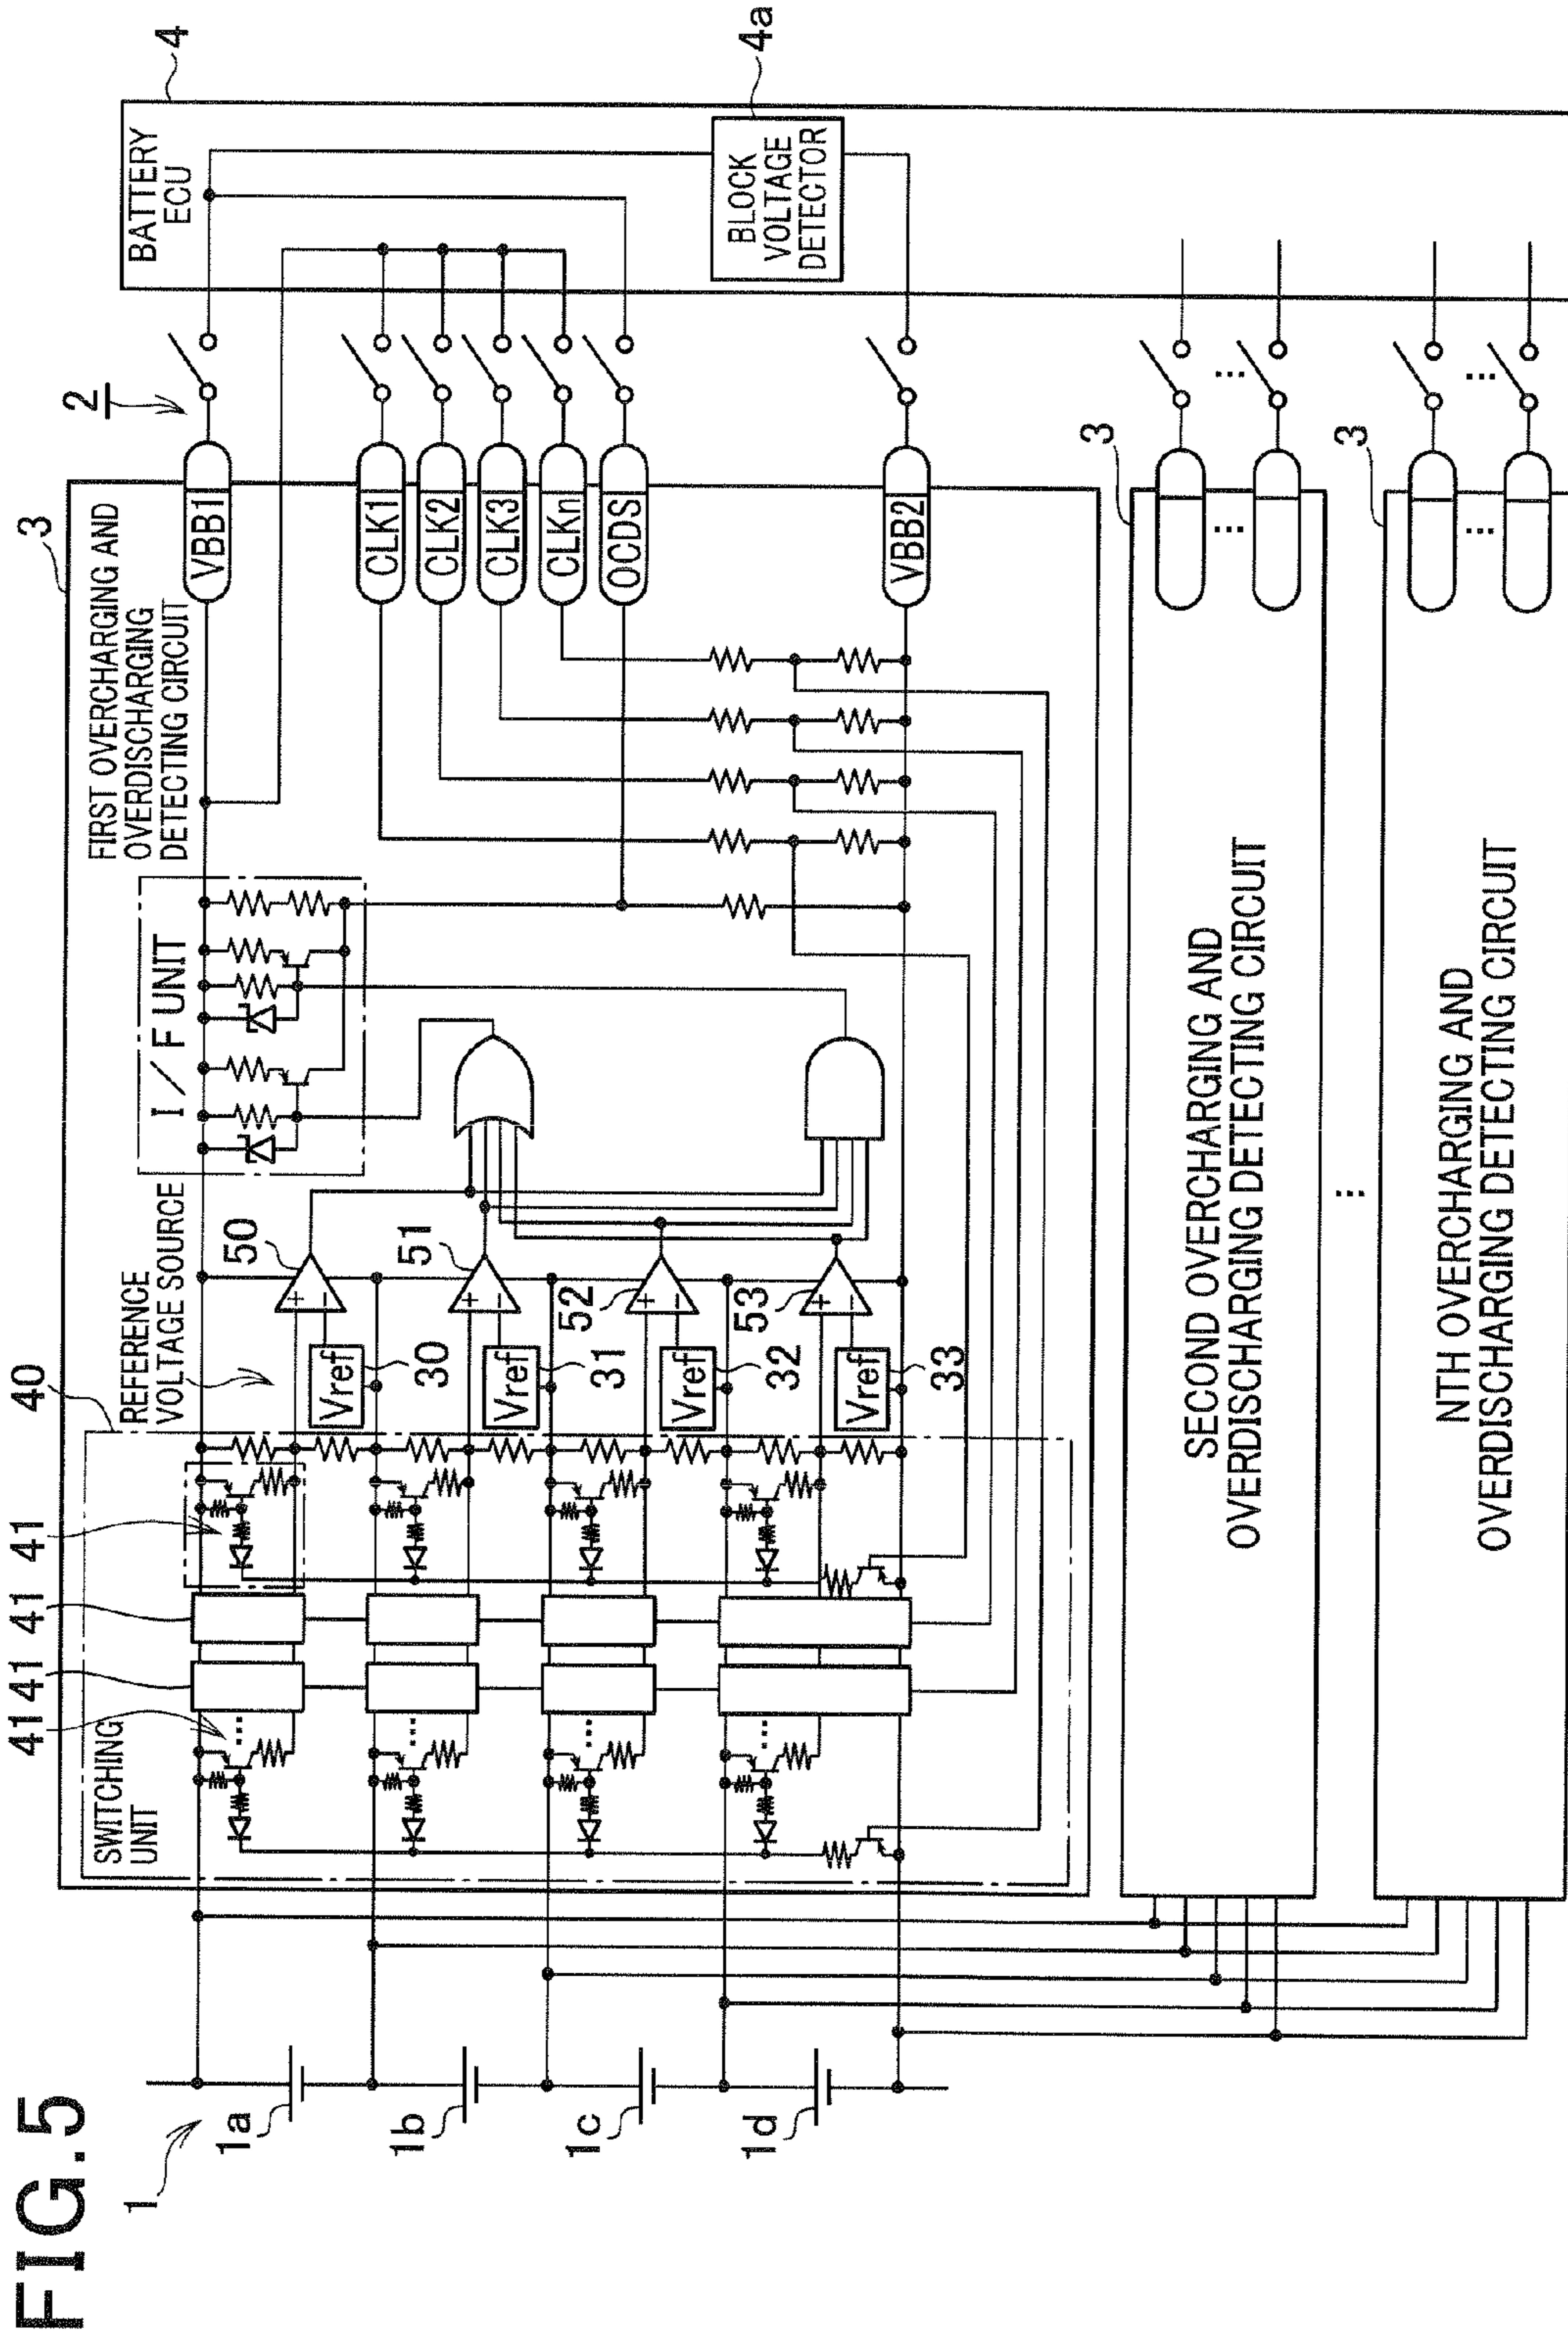 FIG.5
1
1a
1b
1c
1d
2
3
4
4a
40
41
41
41
41
SWITCHING
UNIT
REFERENCE
VOLTAGE SOURCE
I/F UNIT
FIRST OVERCHARGING AND
OVERDISCHARGING
DETECTING CIRCUIT
50
51
52
53
+
−
+
−
+
−
+
−
Vref
Vref
Vref
Vref
30
31
32
33
VBB1
CLK1
CLK2
CLK3
CLKn
OCDS
VBB2
BATTERY
ECU
BLOCK
VOLTAGE
DETECTOR
3
SECOND OVERCHARGING AND
OVERDISCHARGING DETECTING CIRCUIT
3
NTH OVERCHARGING AND
OVERDISCHARGING DETECTING CIRCUIT